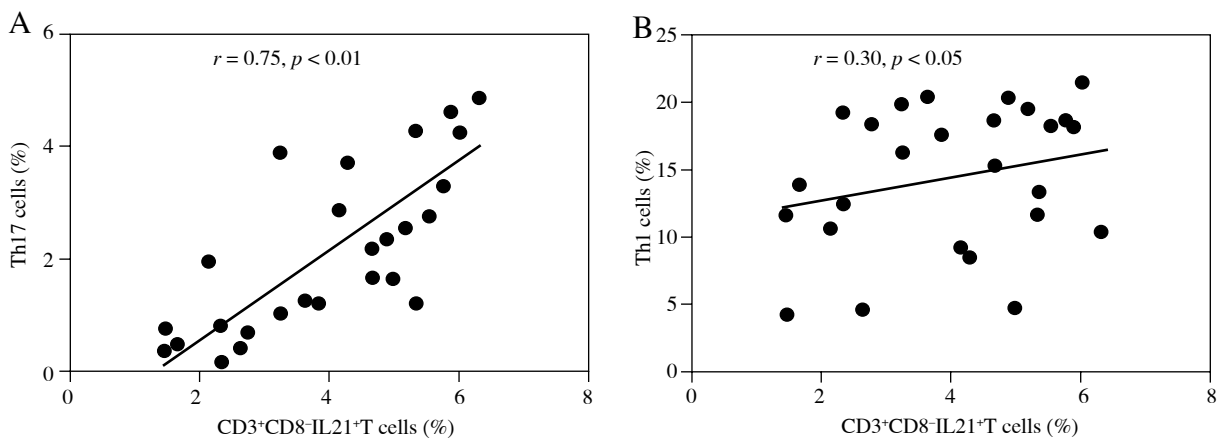 A
r = 0.75, p < 0.01
6
4
2
0
Th17 cells (%)
0 2 4 6 8
CD3⁺CD8⁻IL21⁺T cells (%)
B
r = 0.30, p < 0.05
25
20
15
10
5
0
Th1 cells (%)
0 2 4 6 8
CD3⁺CD8⁻IL21⁺T cells (%)